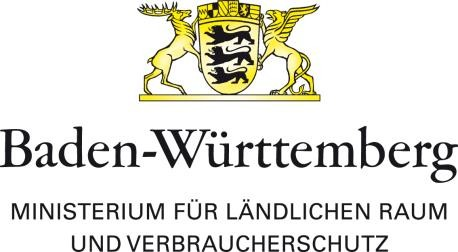 Baden-Württemberg
MINISTERIUM FÜR LÄNDLICHEN RAUM
UND VERBRAUCHERSCHUTZ